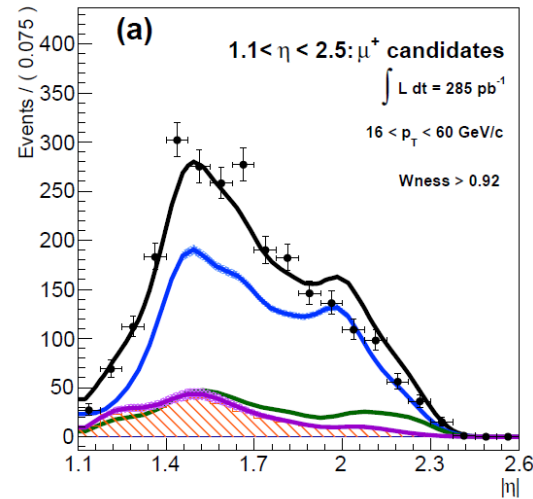 (a)
1.1< η < 2.5: μ⁺ candidates
∫ L dt = 285 pb⁻¹
16 < p_T < 60 GeV/c
Wness > 0.92
Events / ( 0.075 )
400
350
300
250
200
150
100
50
0
1.1 1.4 1.7 2 2.3 2.6
|η|